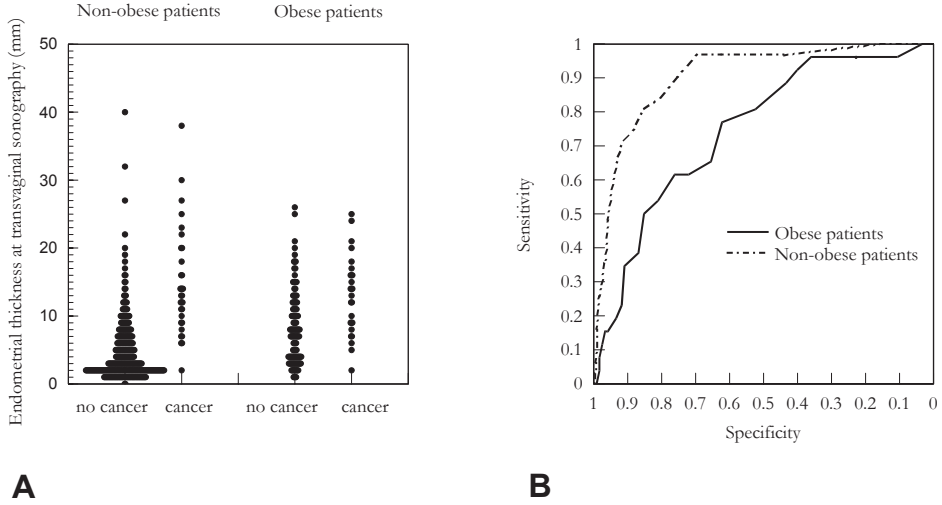 Non-obese patients Obese patients
Endometrial thickness at transvaginal sonography (mm)
50
40
30
20
10
0
no cancer cancer no cancer cancer
A
Sensitivity
1
0.9
0.8
0.7
0.6
0.5
0.4
0.3
0.2
0.1
0
Obese patients
Non-obese patients
1 0.9 0.8 0.7 0.6 0.5 0.4 0.3 0.2 0.1 0
Specificity
B